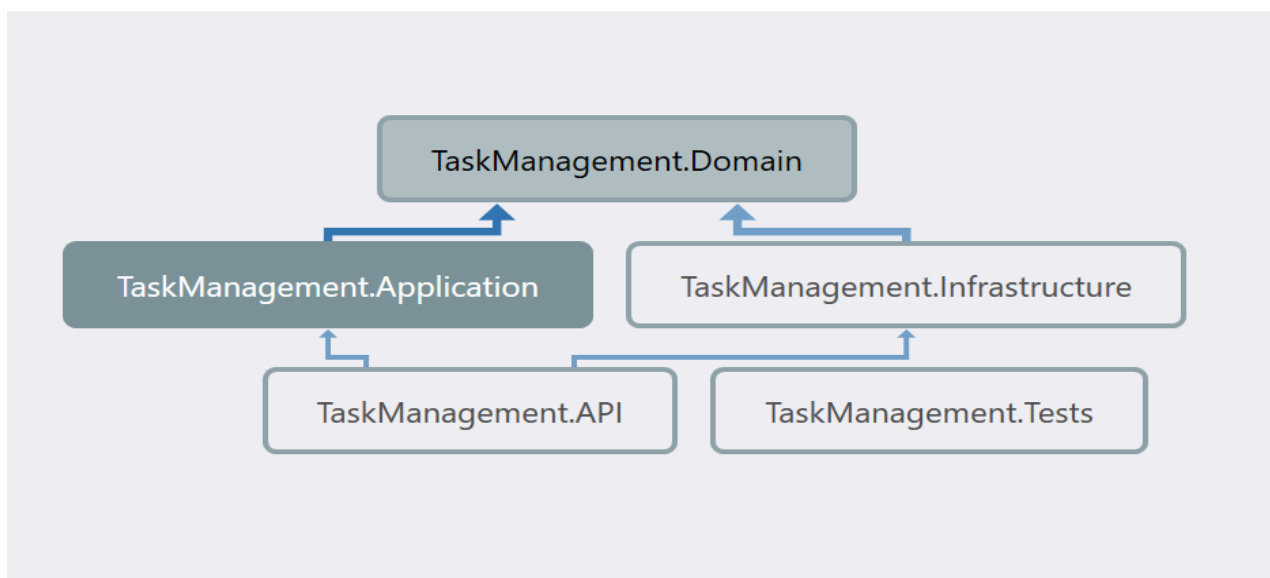 TaskManagement.Domain
TaskManagement.Application
TaskManagement.Infrastructure
TaskManagement.API
TaskManagement.Tests